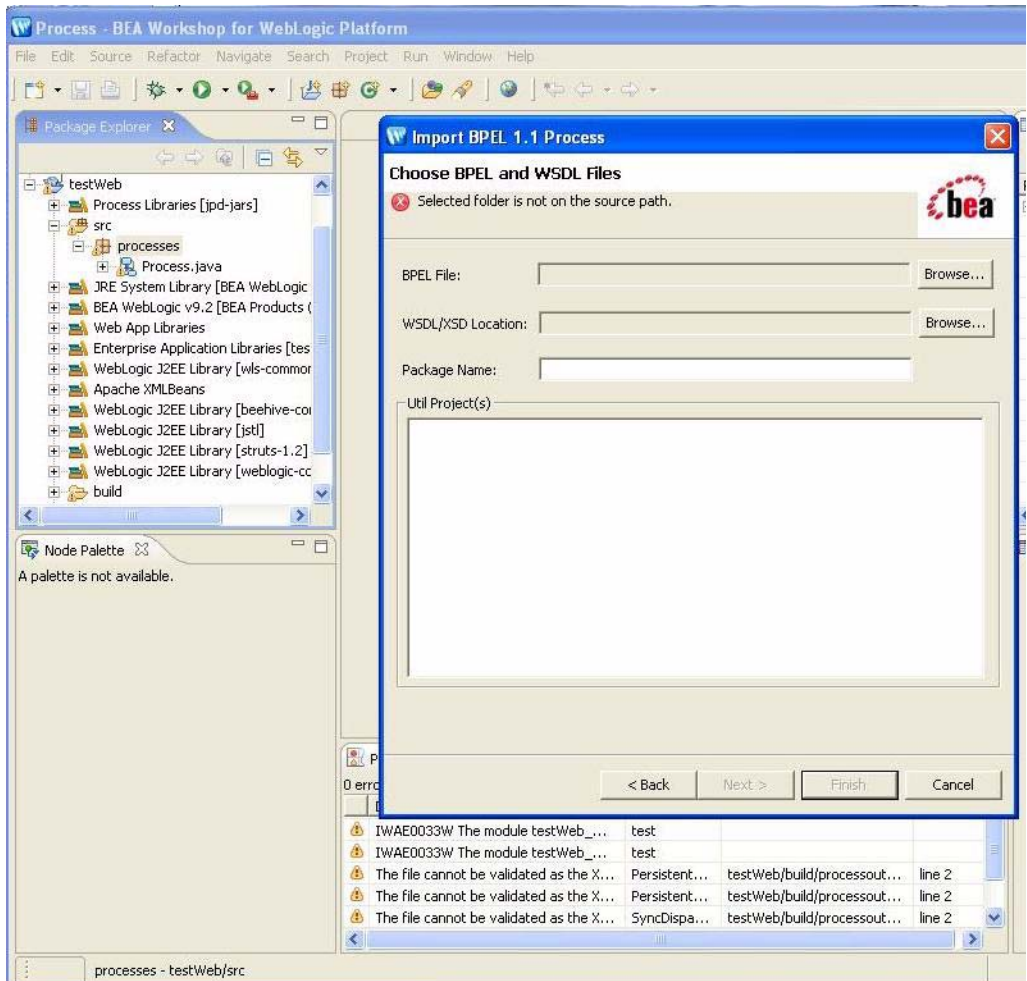 Process - BEA Workshop for WebLogic Platform
File Edit Source Refactor Navigate Search Project Run Window Help
Package Explorer
testWeb
Process Libraries [jpd-jars]
src
processes
Process.java
JRE System Library [BEA WebLogic
BEA WebLogic v9.2 [BEA Products (
Web App Libraries
Enterprise Application Libraries [tes
WebLogic J2EE Library [wls-common
Apache XMLBeans
WebLogic J2EE Library [beehive-con
WebLogic J2EE Library [jstl]
WebLogic J2EE Library [struts-1.2]
WebLogic J2EE Library [weblogic-cc
build
Node Palette
A palette is not available.
Import BPEL 1.1 Process
Choose BPEL and WSDL Files
Selected folder is not on the source path.
bea
BPEL File:
Browse...
WSDL/XSD Location:
Browse...
Package Name:
Util Project(s)
< Back Next > Finish Cancel
P
0 erro
IWAE0033W The module testWeb_... test
IWAE0033W The module testWeb_... test
The file cannot be validated as the X... Persistent... testWeb/build/processout... line 2
The file cannot be validated as the X... Persistent... testWeb/build/processout... line 2
The file cannot be validated as the X... SyncDispa... testWeb/build/processout... line 2
processes - testWeb/src